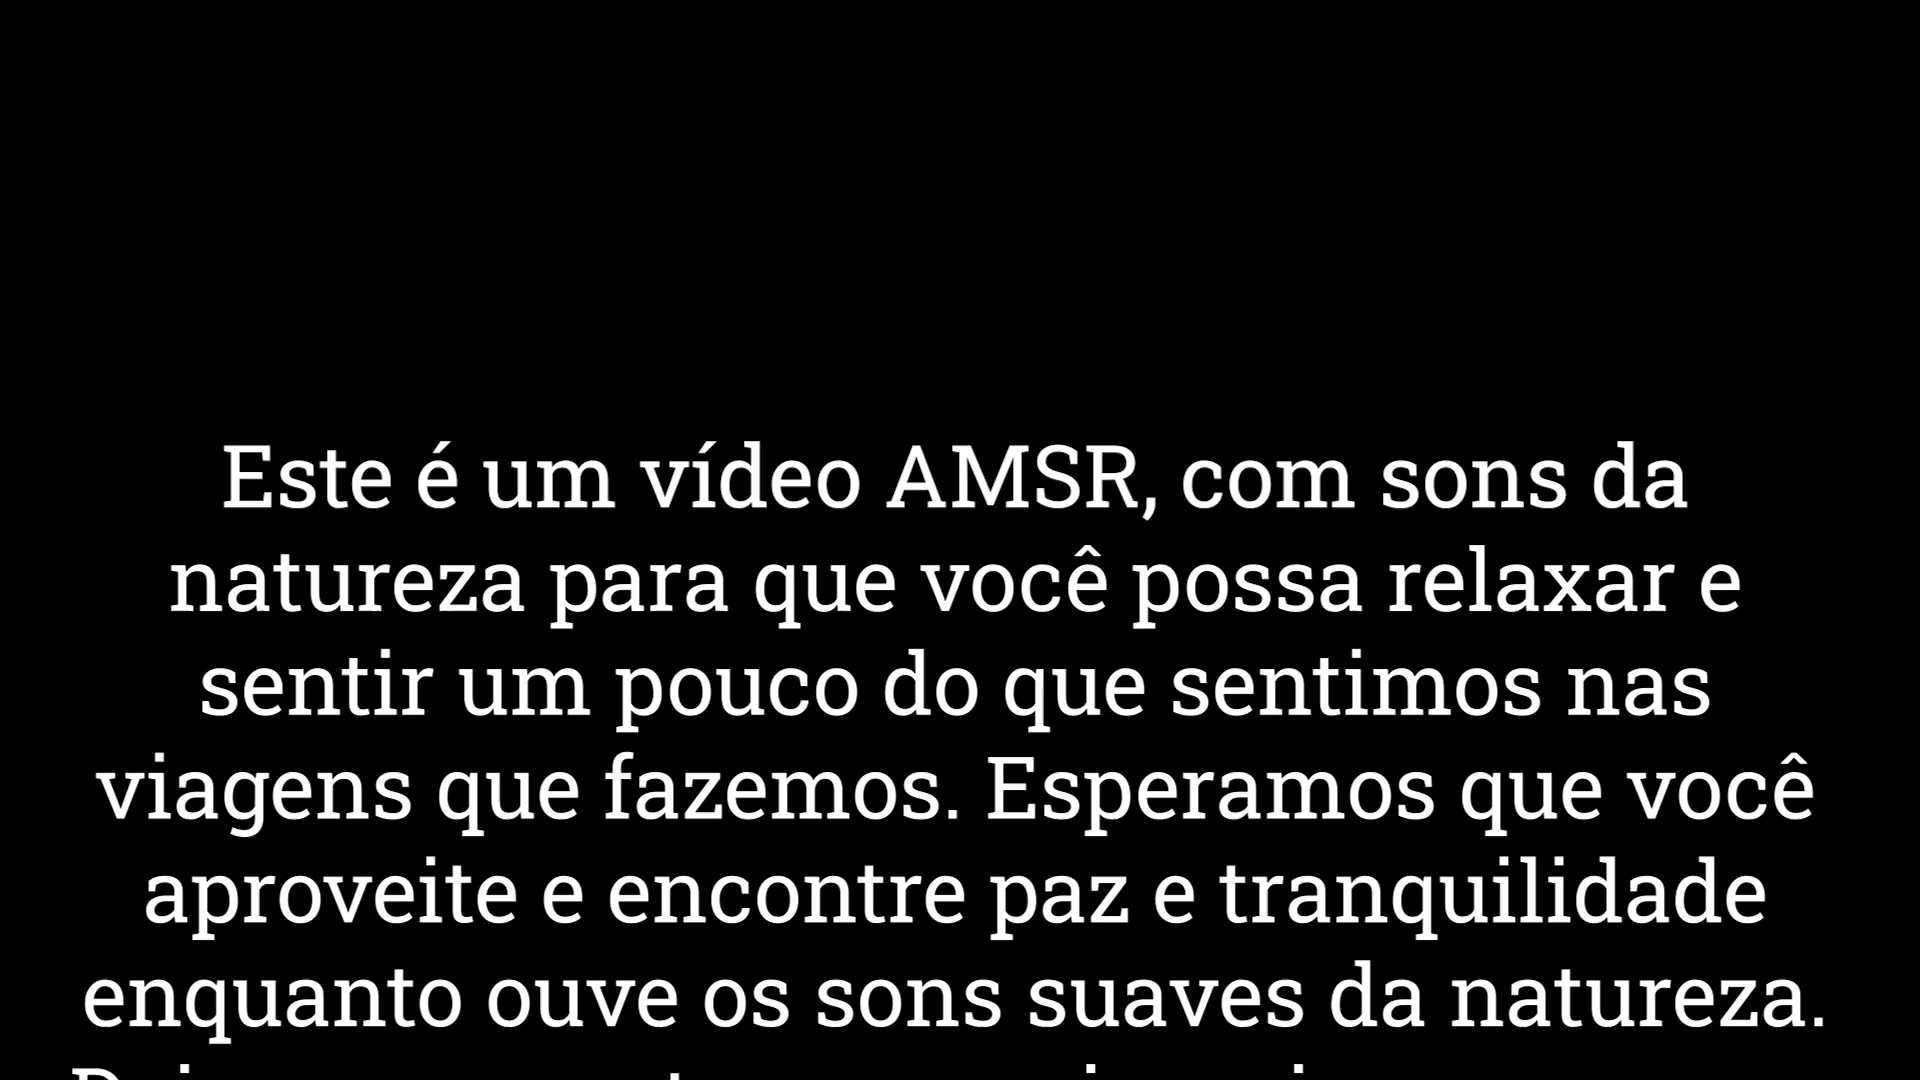 Este é um vídeo AMSR, com sons da
natureza para que você possa relaxar e
sentir um pouco do que sentimos nas
viagens que fazemos. Esperamos que você
aproveite e encontre paz e tranquilidade
enquanto ouve os sons suaves da natureza.